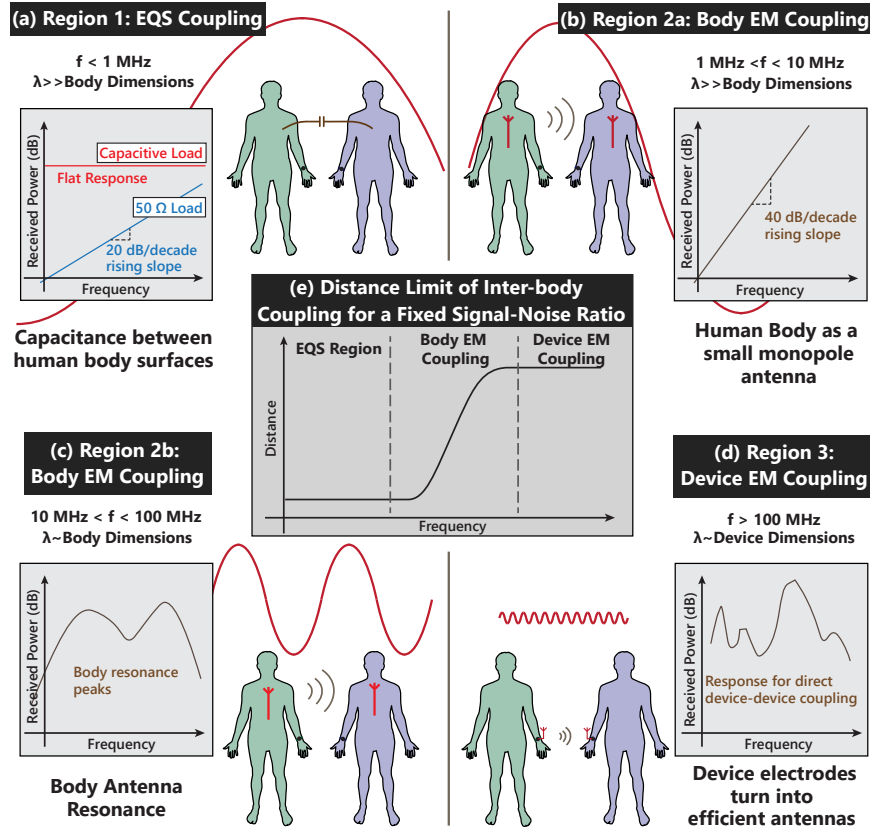 (a) Region 1: EQS Coupling
f < 1 MHz
λ>>Body Dimensions
Received Power (dB)
Capacitive Load
Flat Response
50 Ω Load
20 dB/decade
rising slope
Frequency
Capacitance between
human body surfaces
(b) Region 2a: Body EM Coupling
1 MHz <f < 10 MHz
λ>>Body Dimensions
Received Power (dB)
40 dB/decade
rising slope
Frequency
Human Body as a
small monopole
antenna
(e) Distance Limit of Inter-body
Coupling for a Fixed Signal-Noise Ratio
EQS Region
Body EM
Coupling
Device EM
Coupling
Distance
Frequency
(c) Region 2b:
Body EM Coupling
10 MHz < f < 100 MHz
λ~Body Dimensions
Received Power (dB)
Body resonance
peaks
Frequency
Body Antenna
Resonance
(d) Region 3:
Device EM Coupling
f > 100 MHz
λ~Device Dimensions
Received Power (dB)
Response for direct
device-device coupling
Frequency
Device electrodes
turn into
efficient antennas